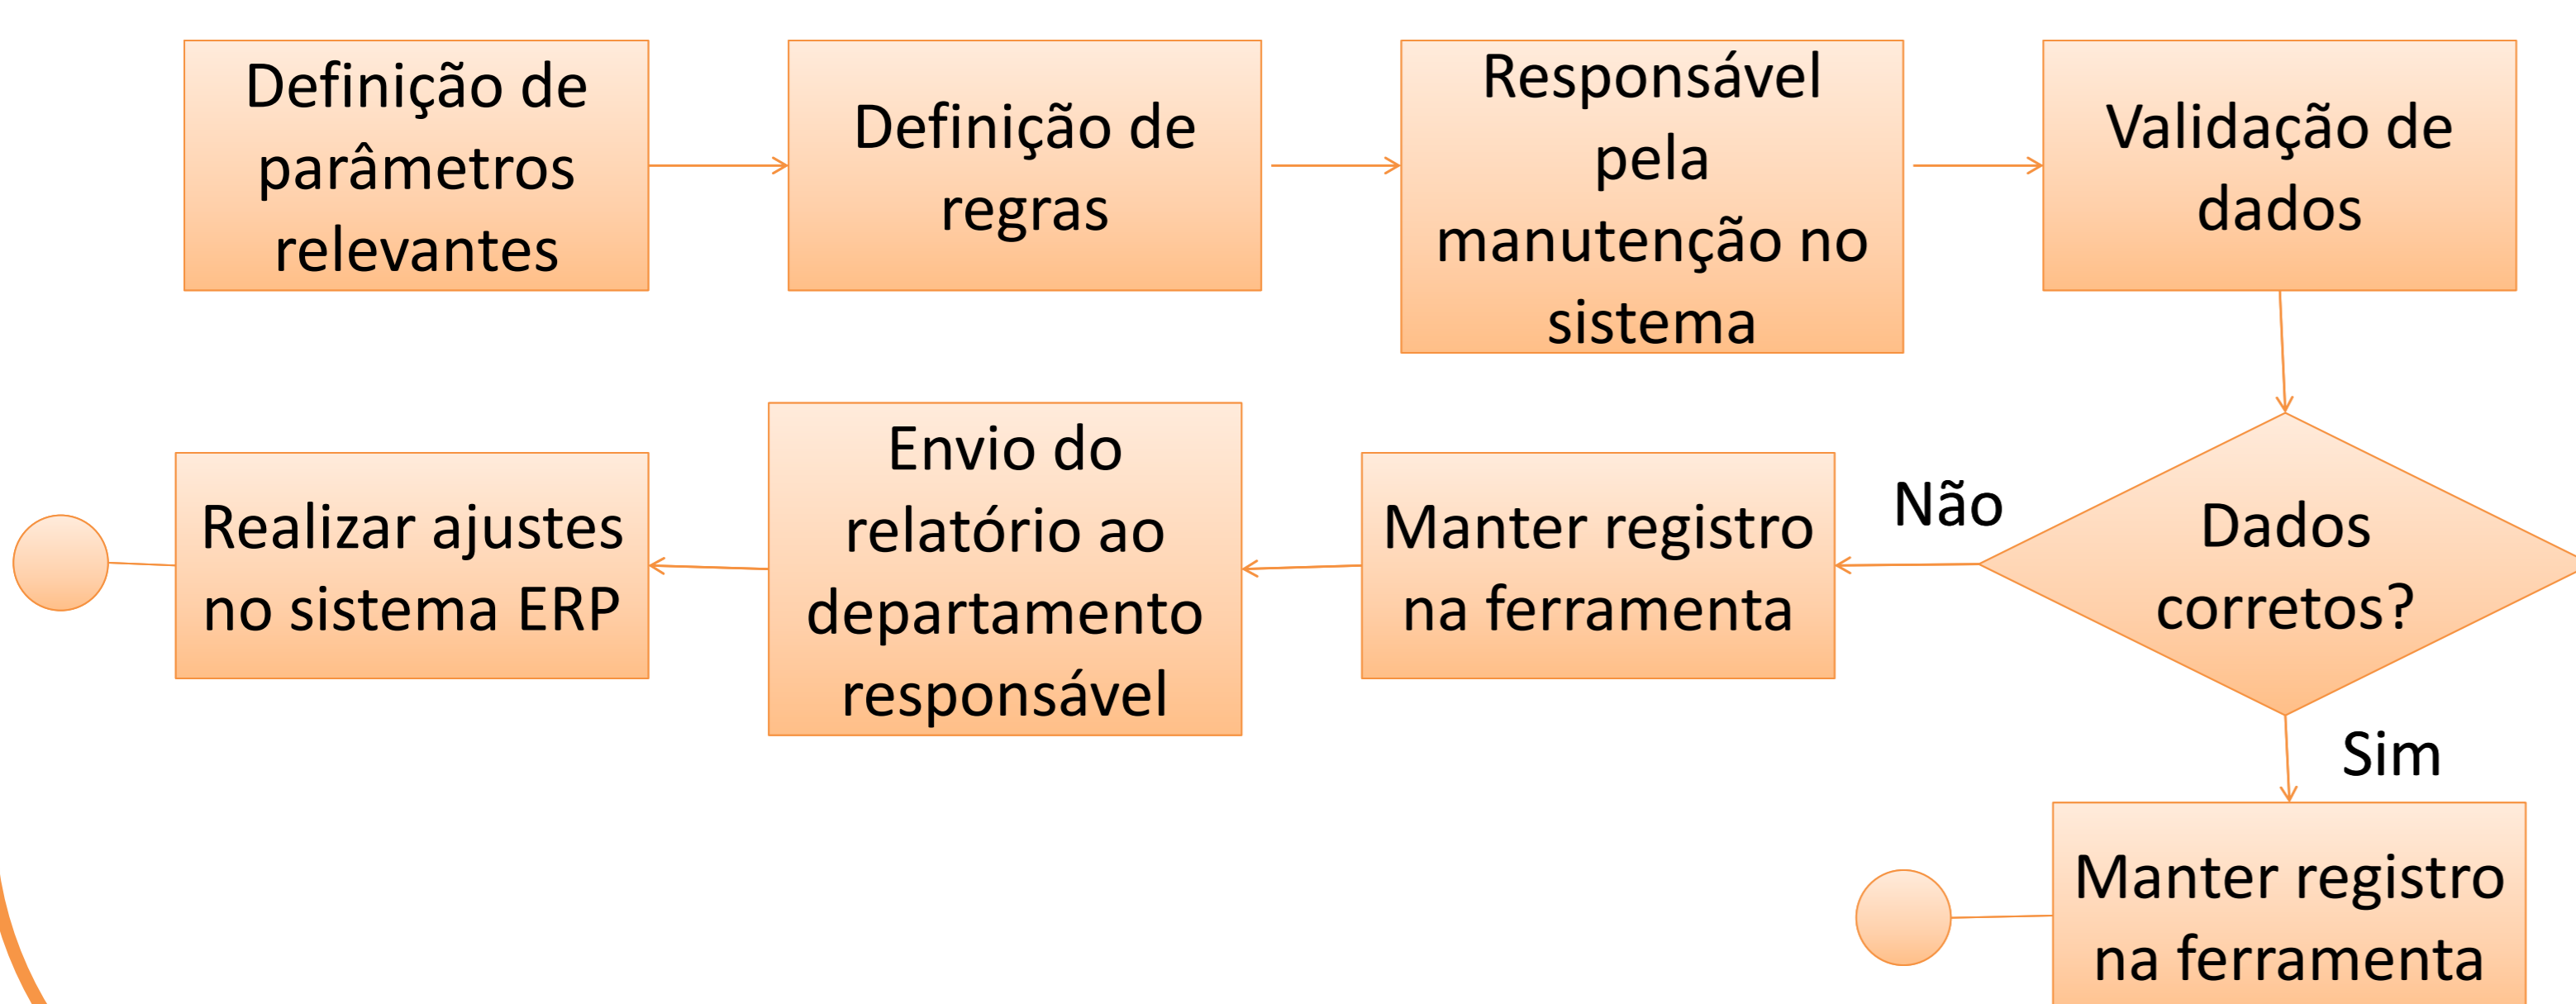 Definição de
parâmetros
relevantes
Definição de
regras
Responsável
pela
manutenção no
sistema
Validação de
dados
Dados
corretos?
Não
Manter registro
na ferramenta
Envio do
relatório ao
departamento
responsável
Realizar ajustes
no sistema ERP
Sim
Manter registro
na ferramenta